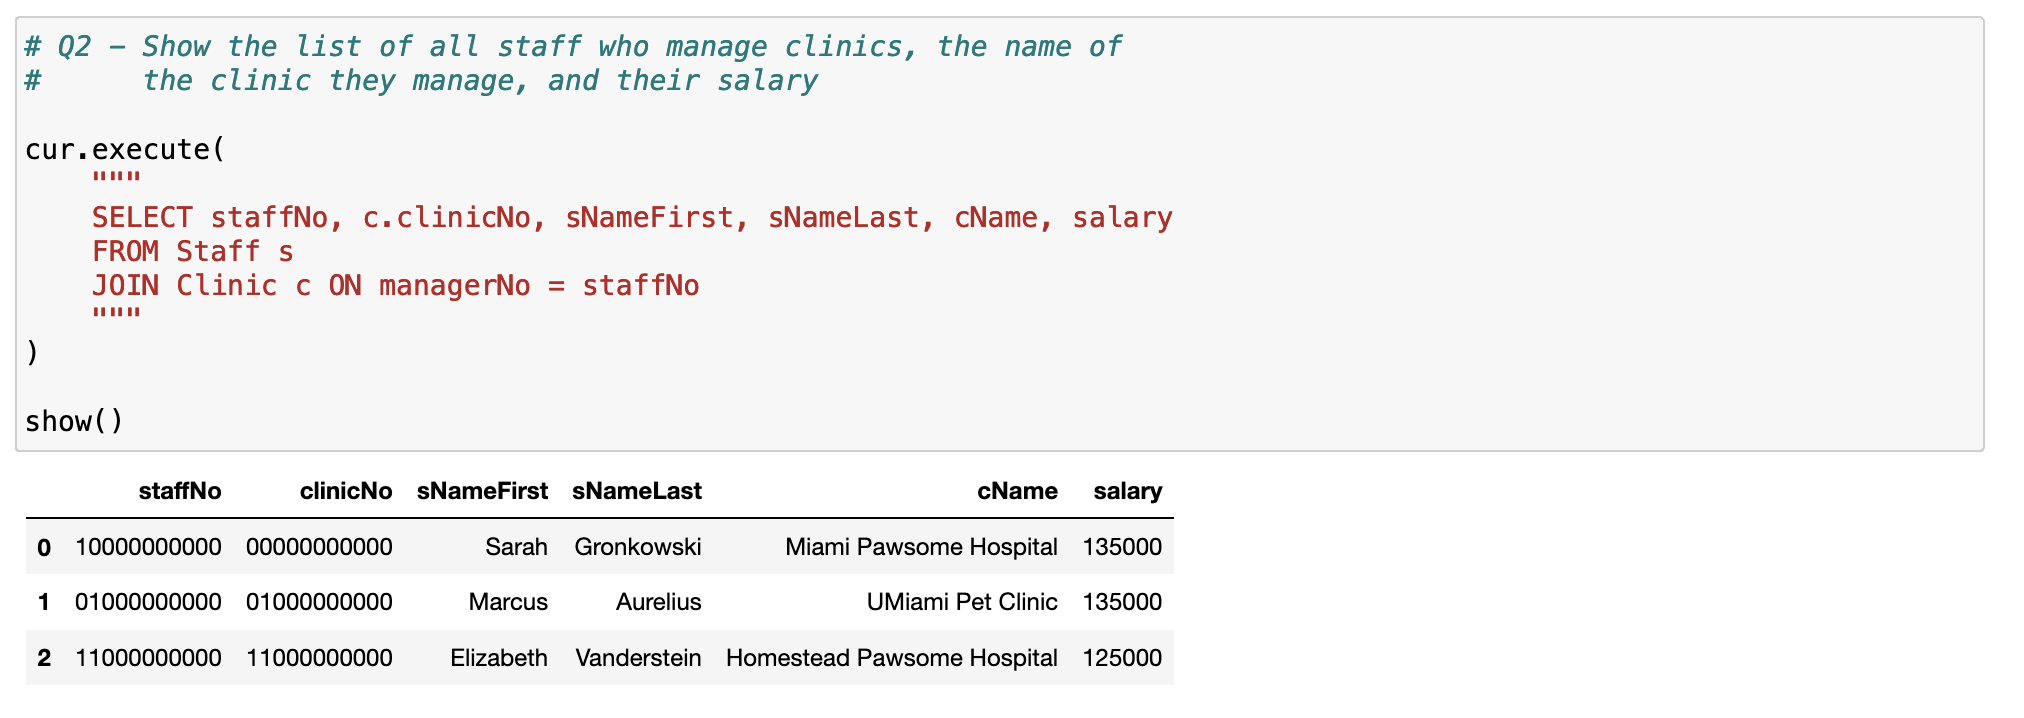 # Q2 – Show the list of all staff who manage clinics, the name of
#      the clinic they manage, and their salary
cur.execute(
    """
    SELECT staffNo, c.clinicNo, sNameFirst, sNameLast, cName, salary
    FROM Staff s
    JOIN Clinic c ON managerNo = staffNo
    """
)
show()
staffNo clinicNo sNameFirst sNameLast cName salary
0 10000000000 00000000000 Sarah Gronkowski Miami Pawsome Hospital 135000
1 01000000000 01000000000 Marcus Aurelius UMiami Pet Clinic 135000
2 11000000000 11000000000 Elizabeth Vanderstein Homestead Pawsome Hospital 125000